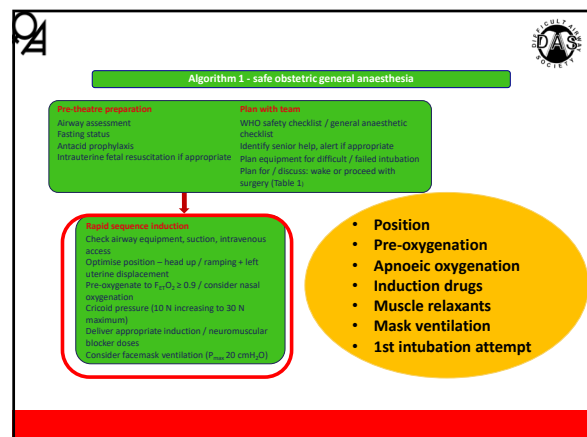 OAA
DIFFICULT AIRWAY
DAS
SOCIETY
Algorithm 1 - safe obstetric general anaesthesia
Pre-theatre preparation
Airway assessment
Fasting status
Antacid prophylaxis
Intrauterine fetal resuscitation if appropriate
Plan with team
WHO safety checklist / general anaesthetic
checklist
Identify senior help, alert if appropriate
Plan equipment for difficult / failed intubation
Plan for / discuss: wake or proceed with
surgery (Table 1)
Rapid sequence induction
Check airway equipment, suction, intravenous
access
Optimise position – head up / ramping + left
uterine displacement
Pre-oxygenate to FETO2 ≥ 0.9 / consider nasal
oxygenation
Cricoid pressure (10 N increasing to 30 N
maximum)
Deliver appropriate induction / neuromuscular
blocker doses
Consider facemask ventilation (Pmax 20 cmH2O)
• Position
• Pre-oxygenation
• Apnoeic oxygenation
• Induction drugs
• Muscle relaxants
• Mask ventilation
• 1st intubation attempt